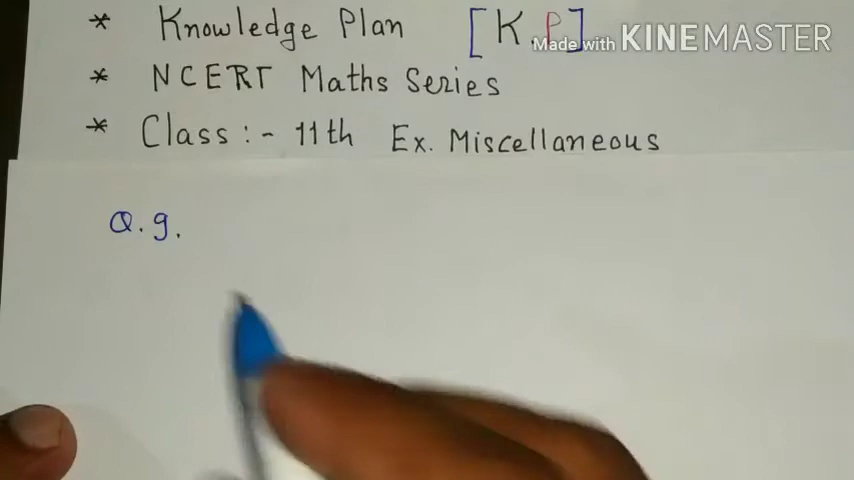 * Knowledge Plan [K.P]
Made with KINEMASTER
* NCERT Maths Series
* Class :- 11th Ex. Miscellaneous
Q.9.